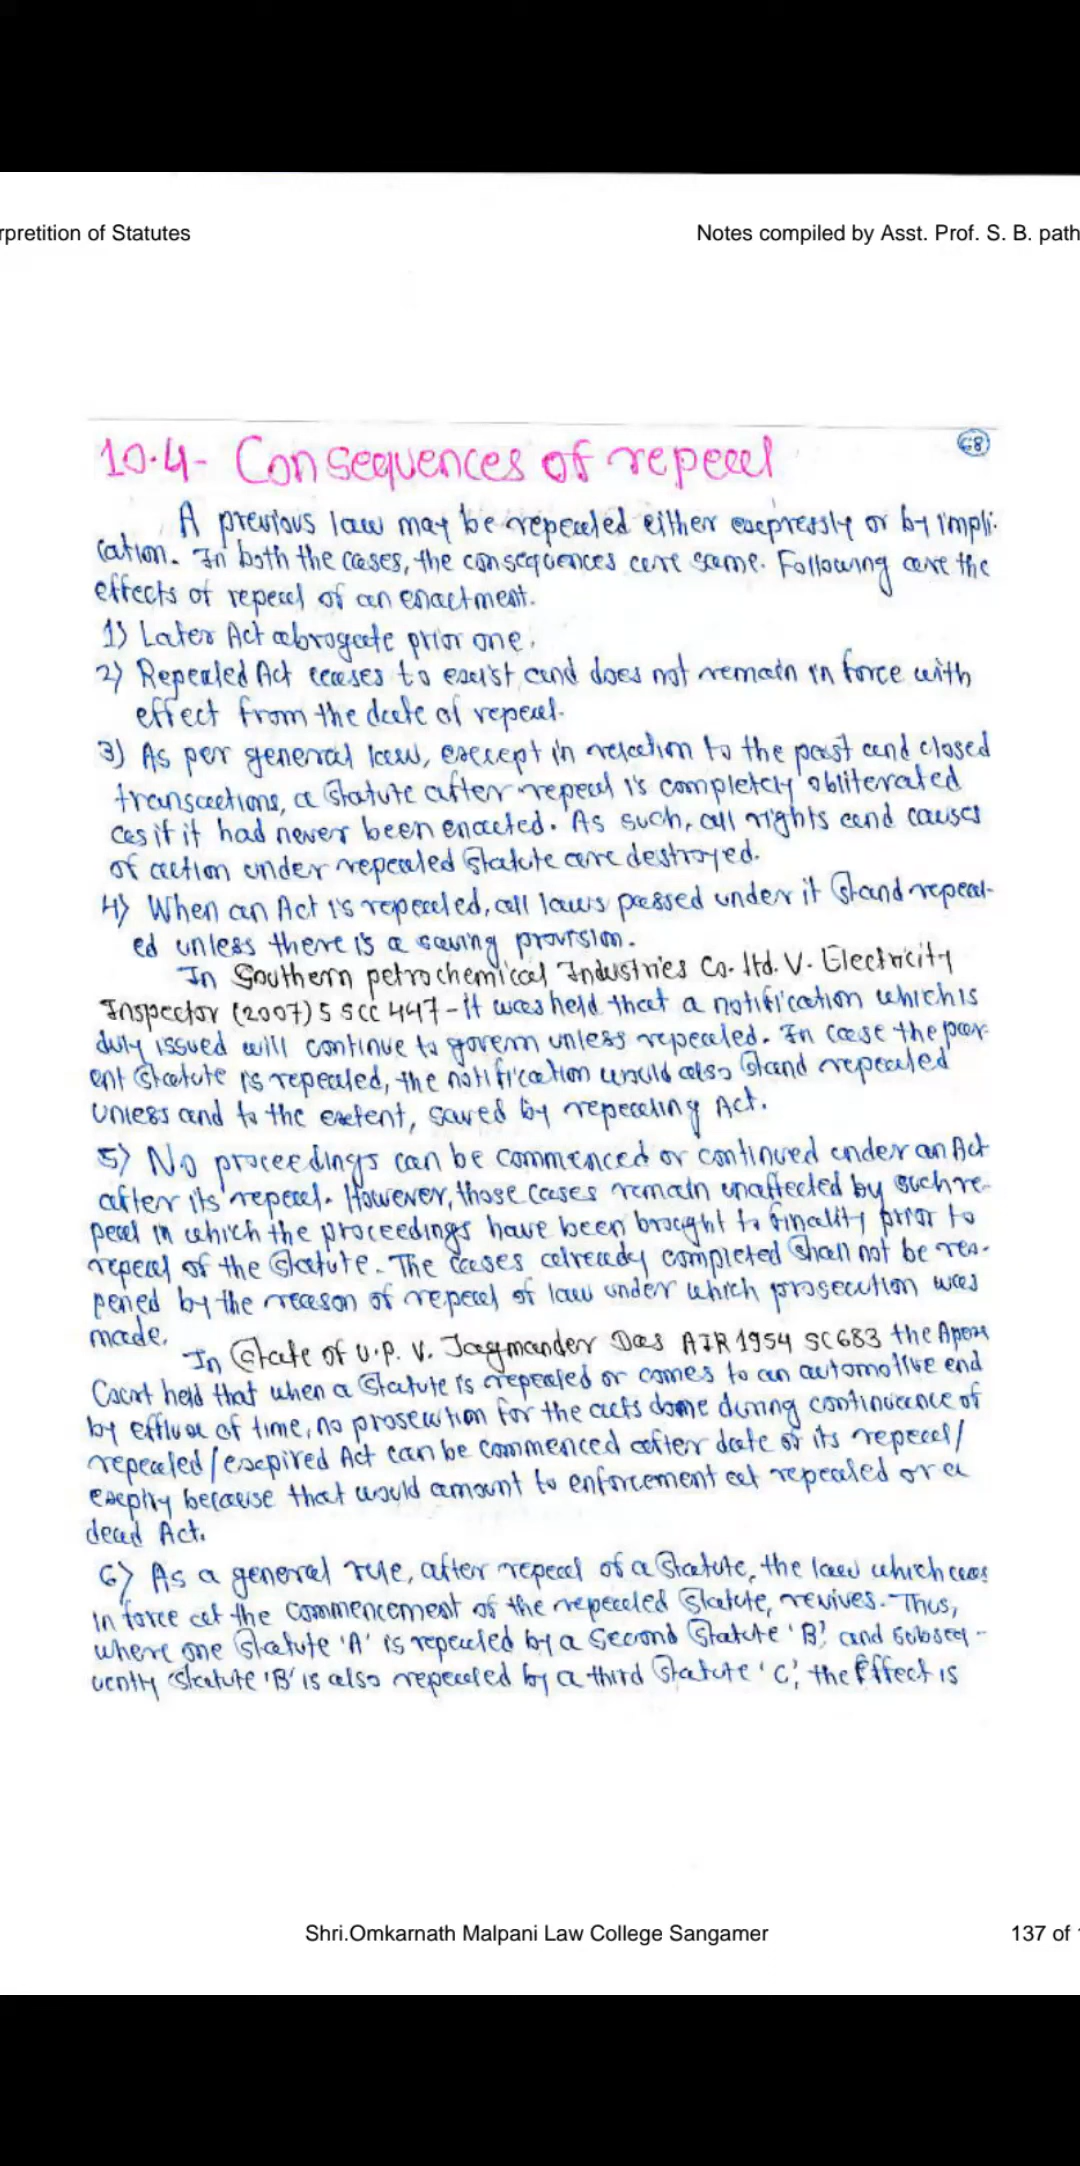 rpretition of Statutes
Notes compiled by Asst. Prof. S. B. path
68
10.4- Consequences of repeal
A previous law may be repealed either expressly or by impli-
cation. In both the cases, the consequences are same. Following are the
effects of repeal of an enactment.
1) Later Act abrogate prior one.
2) Repealed Act ceases to exist and does not remain in force with
effect from the date of repeal.
3) As per general law, except in relation to the past and closed
transactions, a statute after repeal is completely obliterated
as if it had never been enacted. As such, all rights and causes
of action under repealed statute are destroyed.
4) When an Act is repealed, all laws passed under it stand repeal-
ed unless there is a saving provision.
In Southern petrochemical Industries Co. ltd. V. Electricity
Inspector (2007) 5 SCC 447 - it was held that a notification which is
duly issued will continue to govern unless repealed. In case the par-
ent statute is repealed, the notification would also stand repealed
unless and to the extent, saved by repealing Act.
5) No proceedings can be commenced or continued under an Act
after its repeal. However, those cases remain unaffected by such re-
peal in which the proceedings have been brought to finality prior to
repeal of the statute. The cases already completed shall not be reo-
pened by the reason of repeal of law under which prosecution was
made.
In State of U.P. V. Jagmander Das AIR 1954 SC 683 the Apex
Court held that when a statute is repealed or comes to an automotive end
by efflux of time, no prosecution for the acts done during continuance of
repealed/expired Act can be commenced after date of its repeal/
expiry because that would amount to enforcement at repealed or a
dead Act.
6) As a general rule, after repeal of a statute, the law which was
in force at the commencement of the repealed statute, revives. Thus,
where one statute 'A' is repealed by a second statute 'B' and subseq-
uently statute 'B' is also repealed by a third statute 'C', the Effect is
Shri.Omkarnath Malpani Law College Sangamer
137 of 1